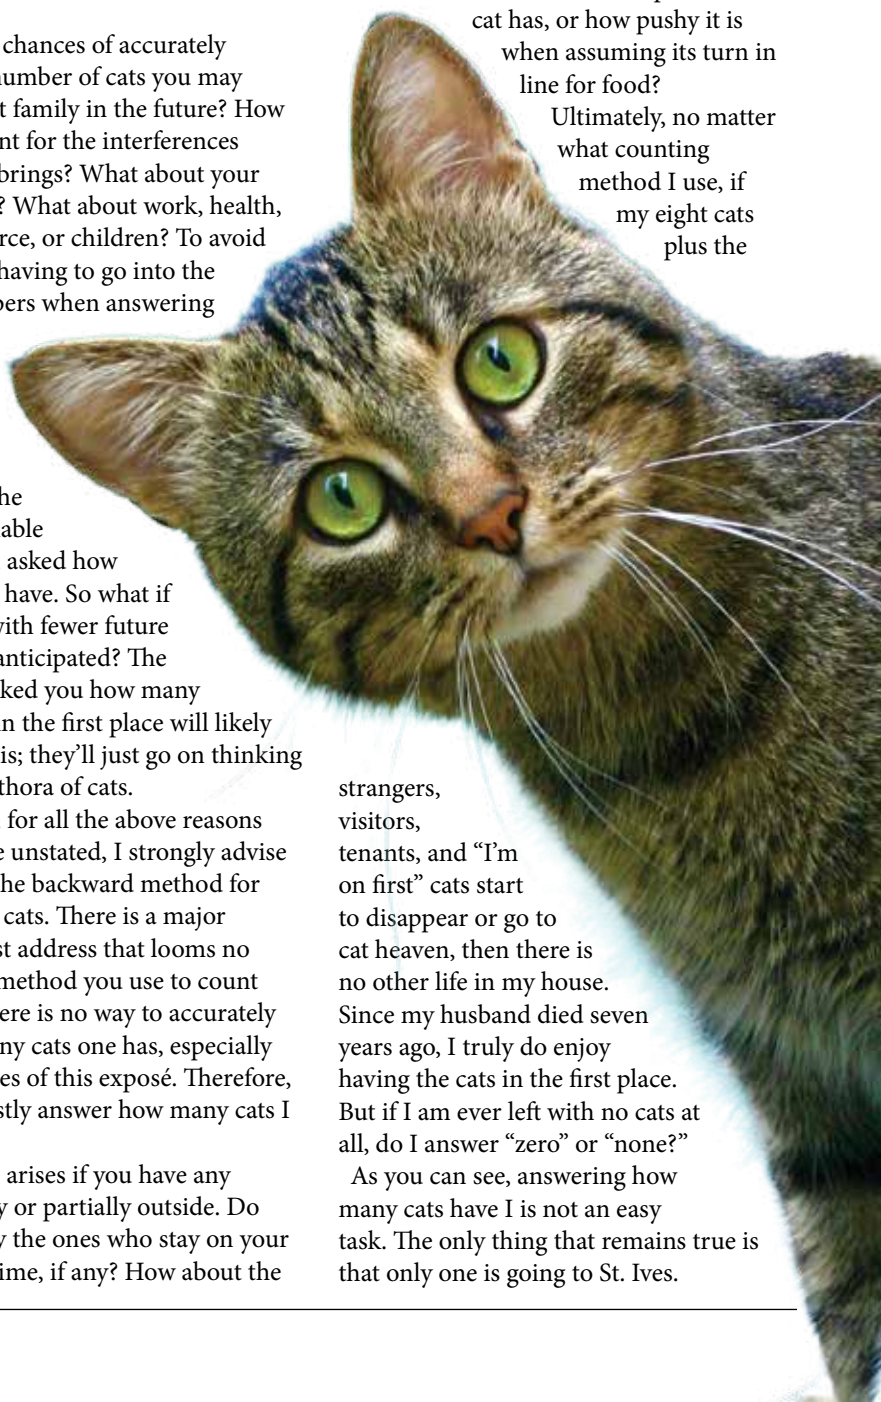 chances of accurately
number of cats you may
t family in the future? How
nt for the interferences
brings? What about your
? What about work, health,
rce, or children? To avoid
having to go into the
bers when answering
he
able
asked how
have. So what if
with fewer future
anticipated? The
ked you how many
in the first place will likely
is; they’ll just go on thinking
thora of cats.
for all the above reasons
e unstated, I strongly advise
he backward method for
cats. There is a major
st address that looms no
method you use to count
ere is no way to accurately
ny cats one has, especially
es of this exposé. Therefore,
stly answer how many cats I
arises if you have any
y or partially outside. Do
y the ones who stay on your
ime, if any? How about the
cat has, or how pushy it is
when assuming its turn in
line for food?
Ultimately, no matter
what counting
method I use, if
my eight cats
plus the
strangers,
visitors,
tenants, and “I’m
on first” cats start
to disappear or go to
cat heaven, then there is
no other life in my house.
Since my husband died seven
years ago, I truly do enjoy
having the cats in the first place.
But if I am ever left with no cats at
all, do I answer “zero” or “none?”
As you can see, answering how
many cats have I is not an easy
task. The only thing that remains true is
that only one is going to St. Ives.